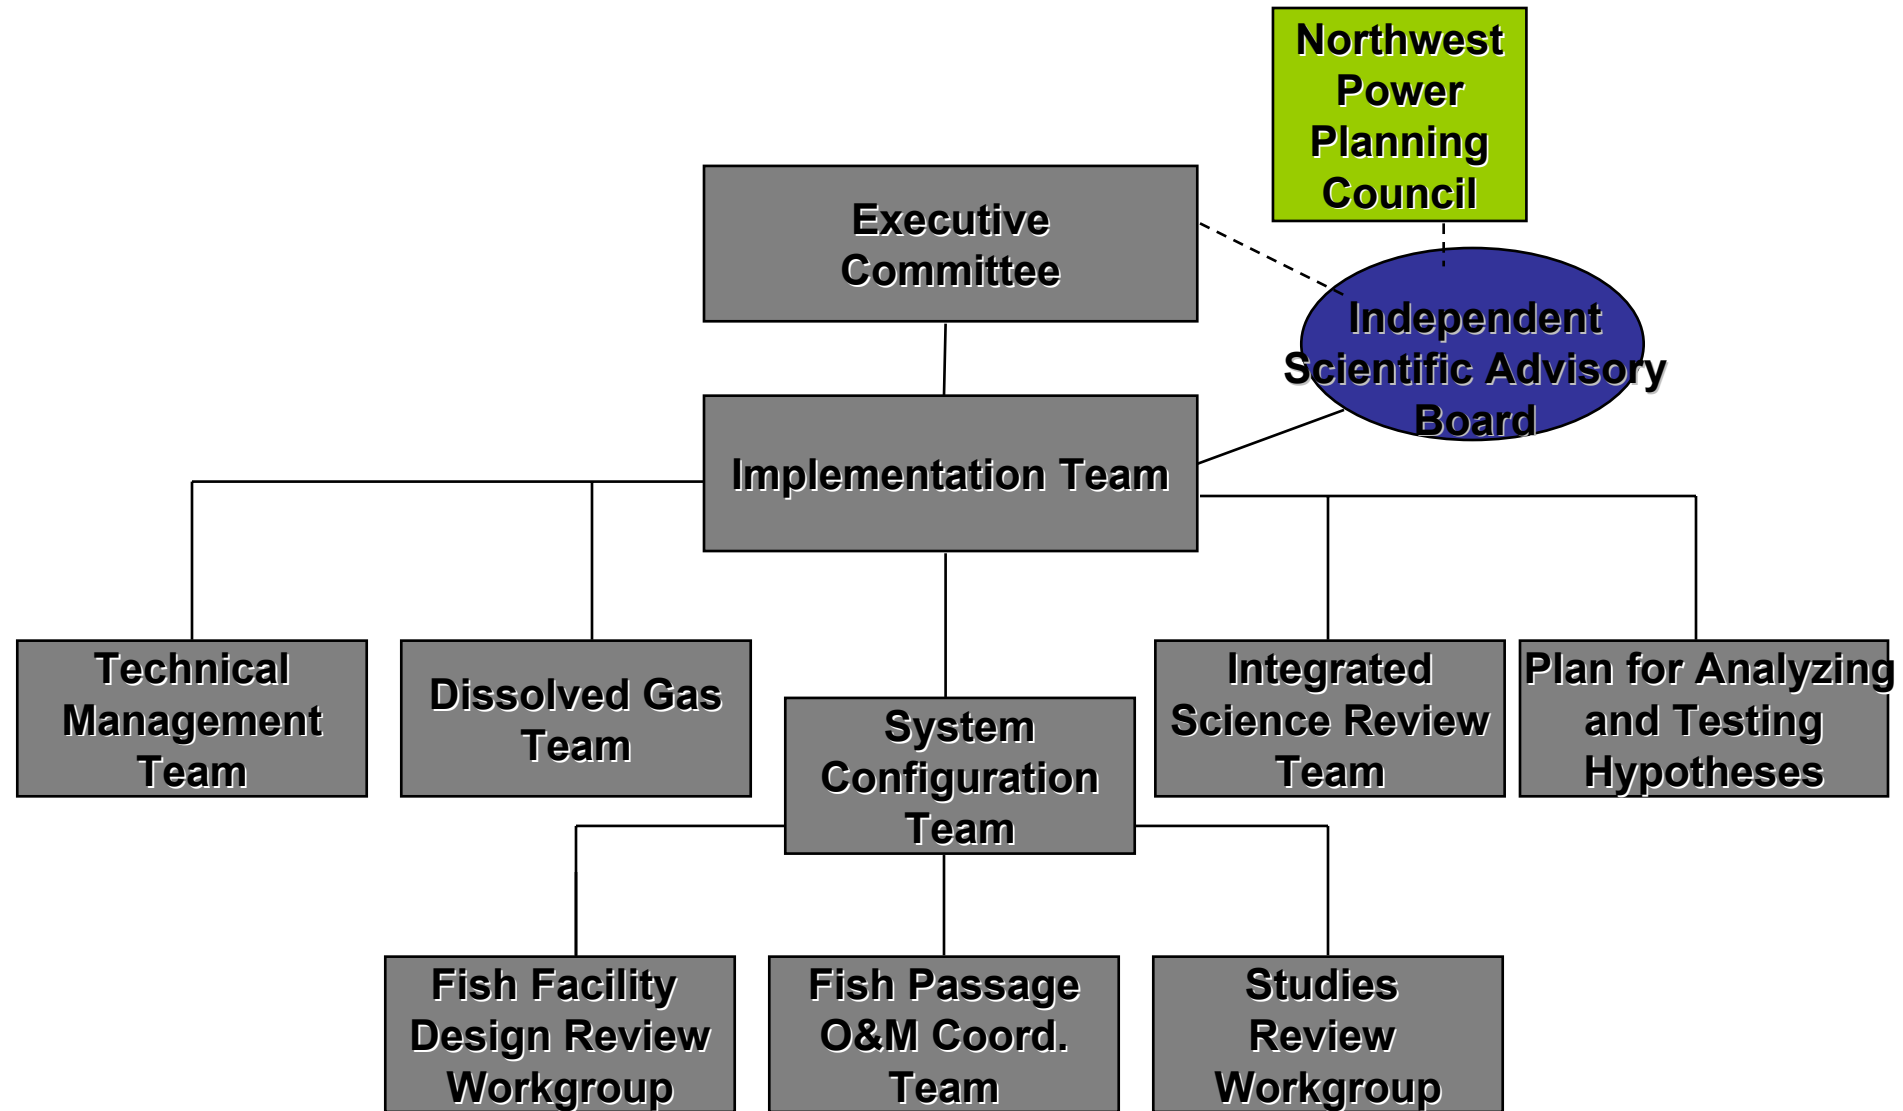 Northwest
Power
Planning
Council
Executive
Committee
Independent
Scientific Advisory
Board
Implementation Team
Technical
Management
Team
Dissolved Gas
Team
System
Configuration
Team
Integrated
Science Review
Team
Plan for Analyzing
and Testing
Hypotheses
Fish Facility
Design Review
Workgroup
Fish Passage
O&M Coord.
Team
Studies
Review
Workgroup